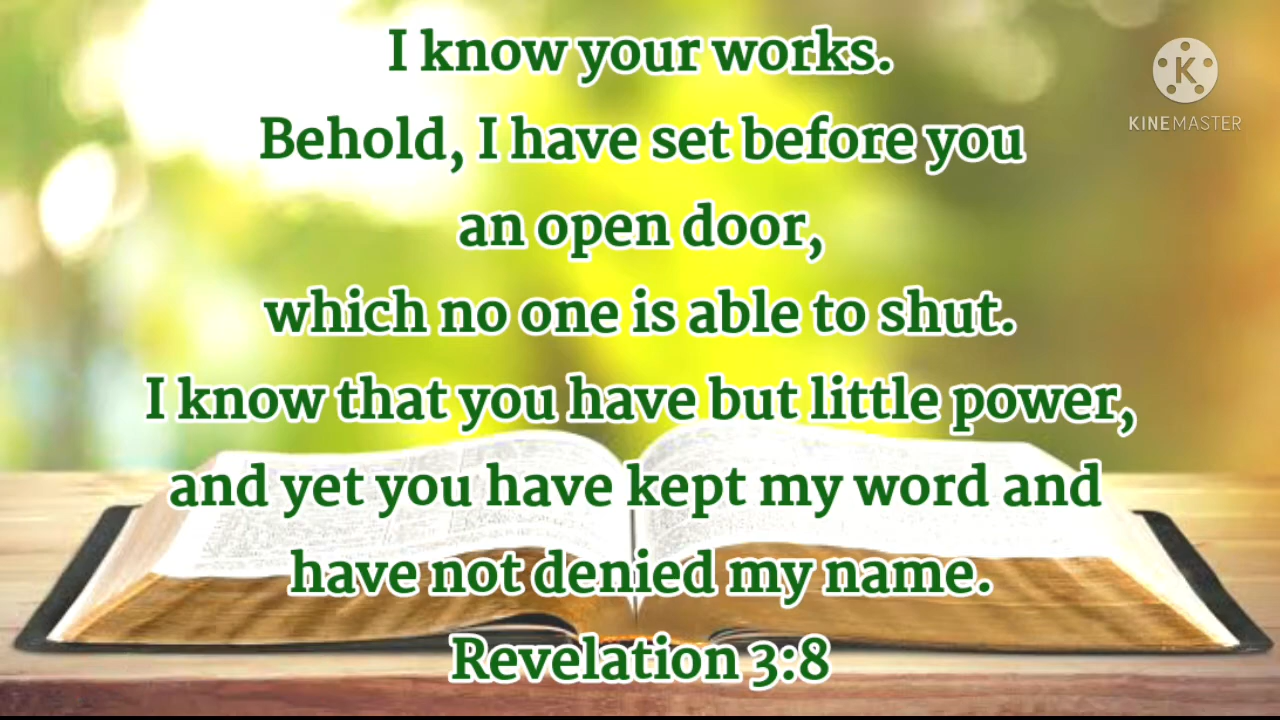 I know your works.
Behold, I have set before you
an open door,
which no one is able to shut.
I know that you have but little power,
and yet you have kept my word and
have not denied my name.
Revelation 3:8
K
KINEMASTER